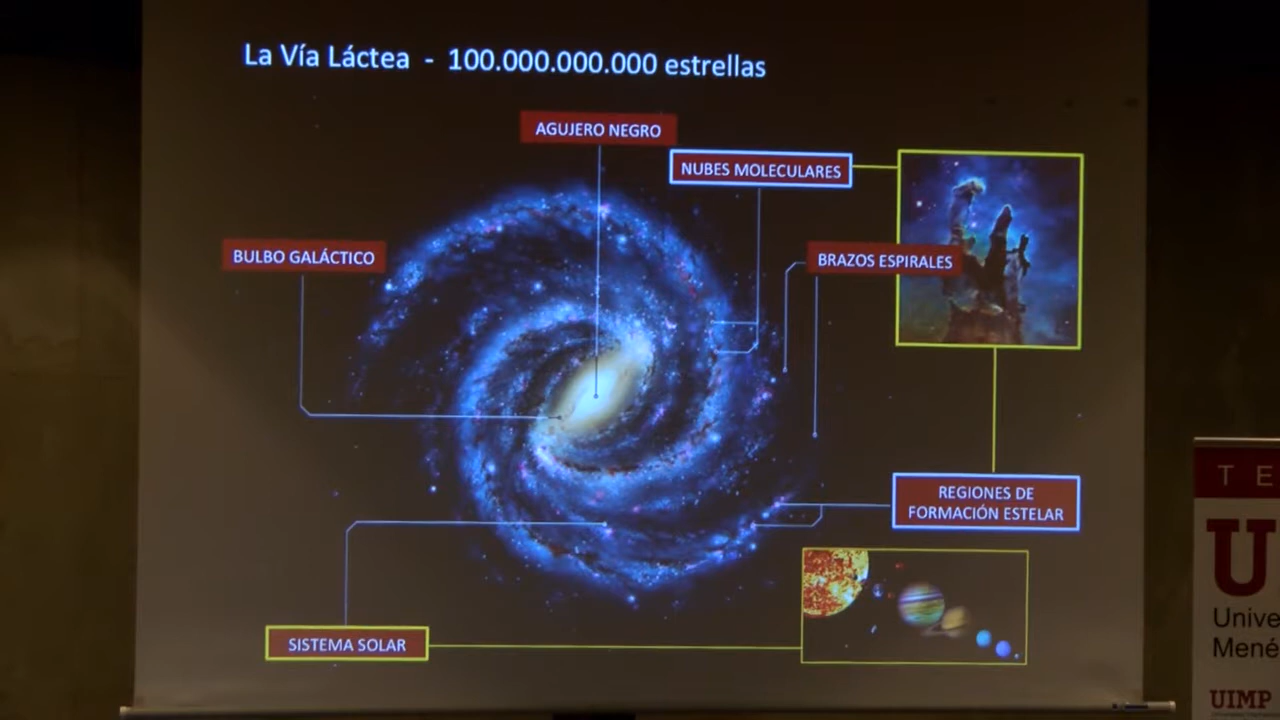 La Vía Láctea - 100.000.000.000 estrellas
AGUJERO NEGRO
NUBES MOLECULARES
BULBO GALÁCTICO
BRAZOS ESPIRALES
REGIONES DE
FORMACIÓN ESTELAR
SISTEMA SOLAR
TE
U
Unive
Mené
UIMP